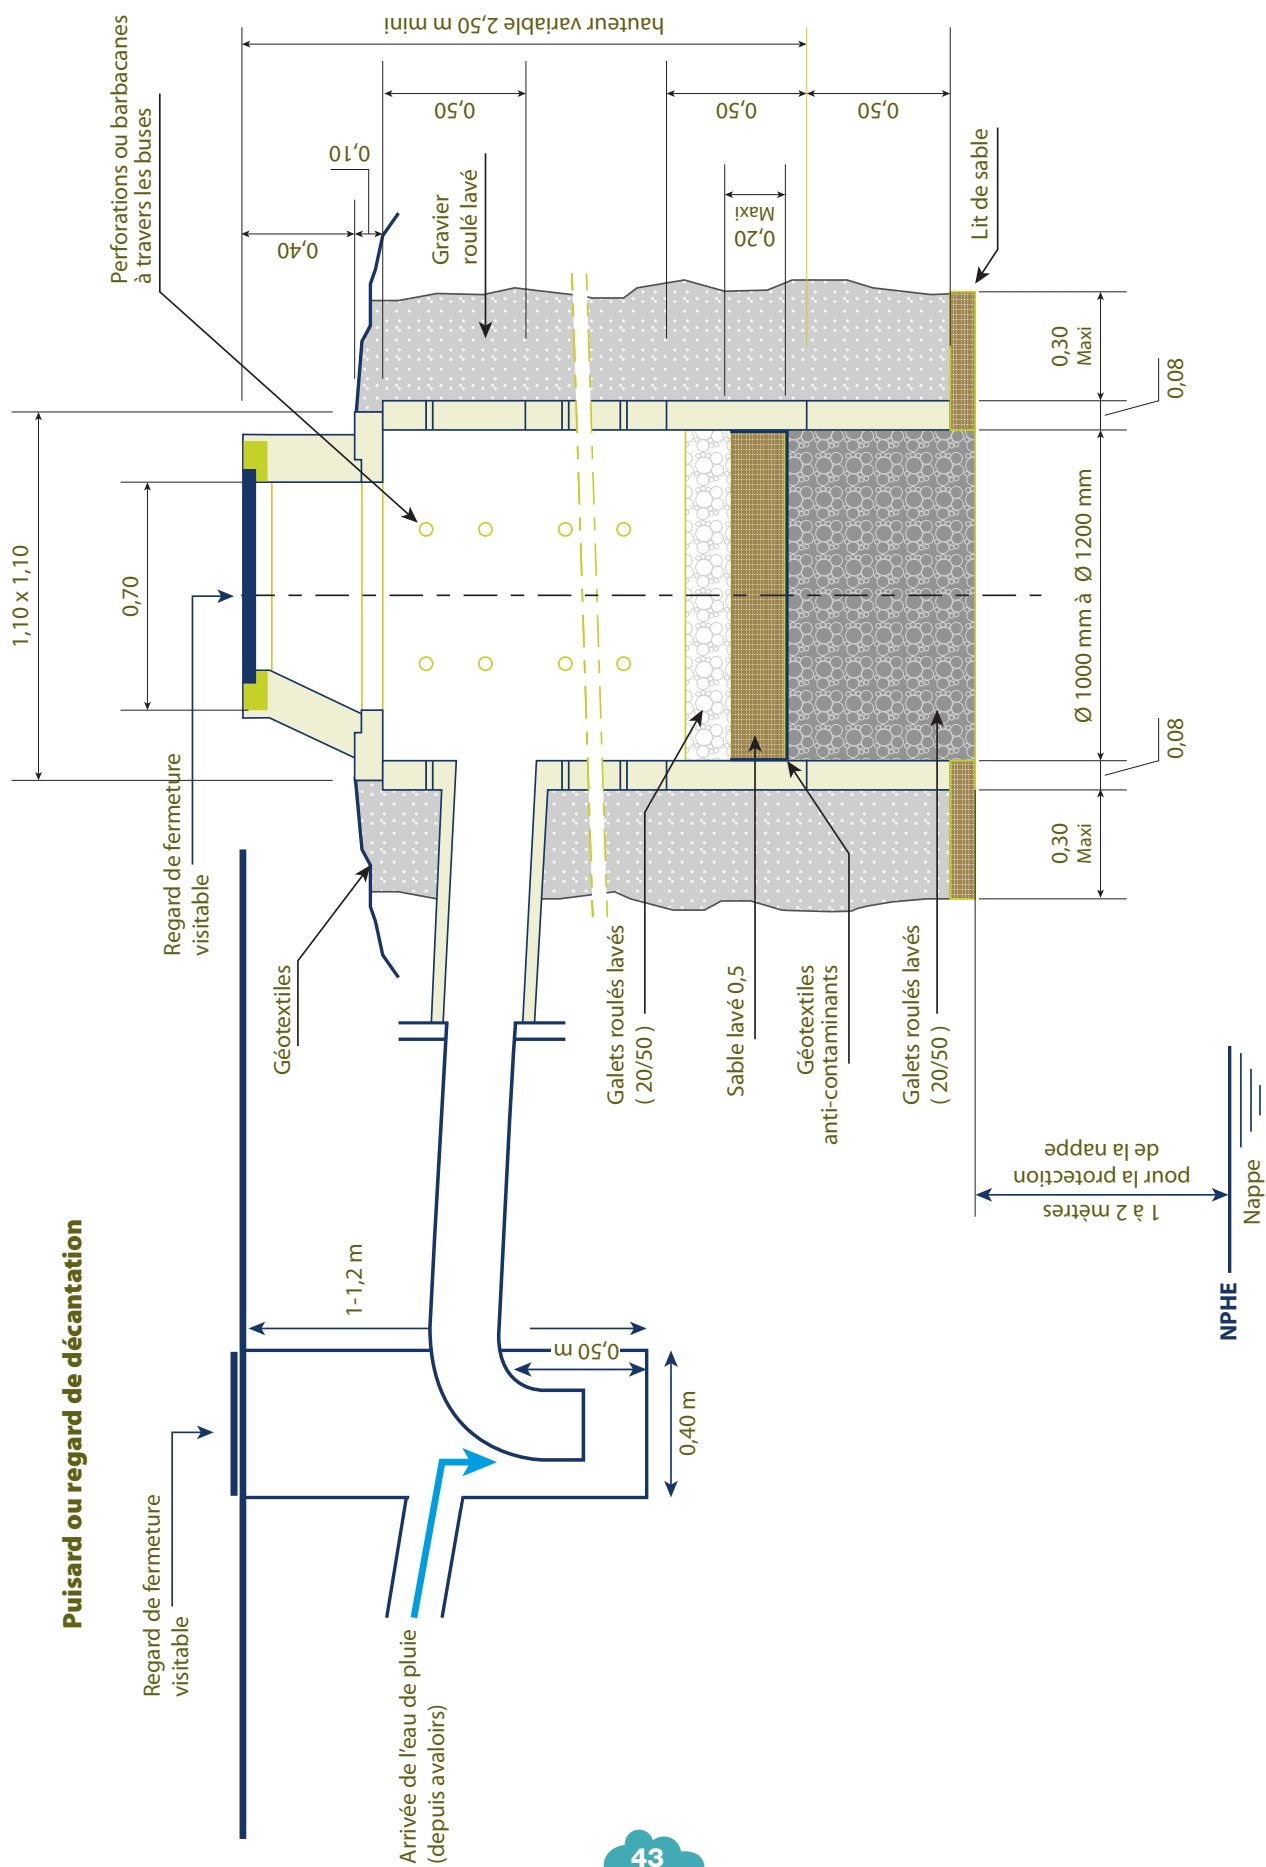 Puisard ou regard de décantation
1,10 x 1,10
0,70
Regard de fermeture
visitable
Perforations ou barbacanes
à travers les buses
hauteur variable 2,50 m mini
0,40
0,10
0,50
0,50
0,50
Gravier
roulé lavé
0,20
Maxi
Lit de sable
0,30
Maxi
0,08
Ø 1000 mm à Ø 1200 mm
0,08
0,30
Maxi
Géotextiles
Galets roulés lavés
( 20/50 )
Sable lavé 0,5
Géotextiles
anti-contaminants
Galets roulés lavés
( 20/50 )
1 à 2 mètres
pour la protection
de la nappe
Nappe
NPHE
Regard de fermeture
visitable
1-1,2 m
0,50 m
0,40 m
Arrivée de l'eau de pluie
(depuis avaloirs)
43